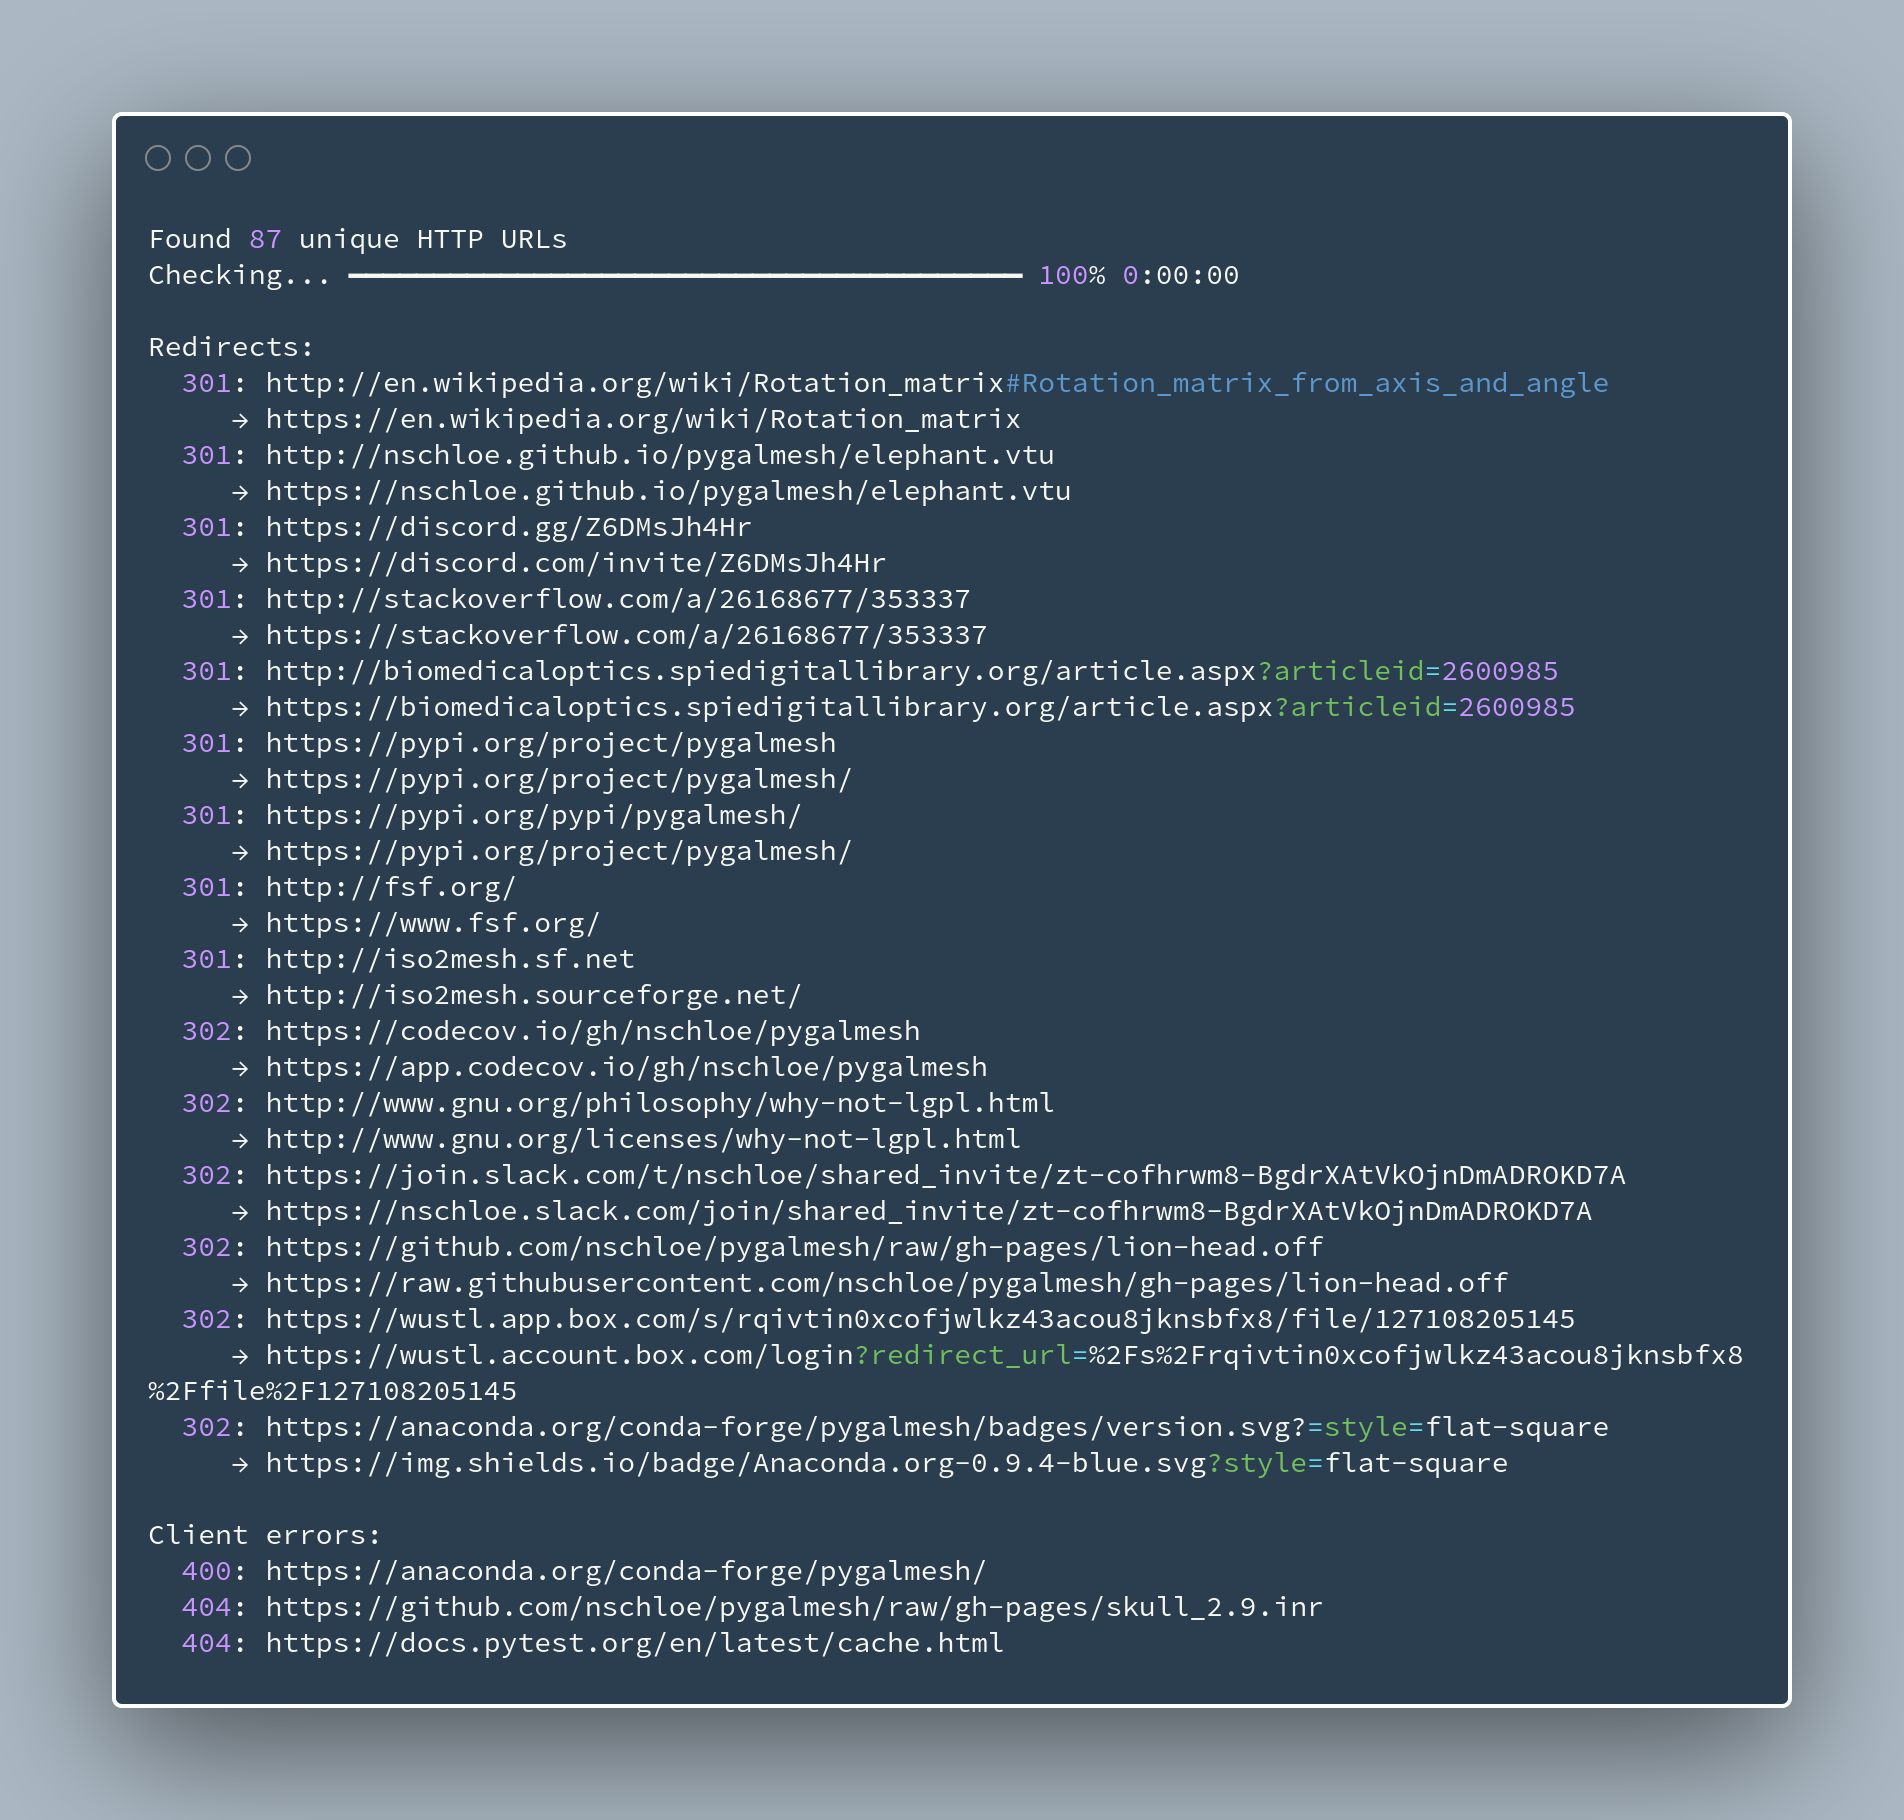 Found 87 unique HTTP URLs
Checking... ━━━━━━━━━━━━━━━━━━━━━━━━━━━━━━━━━━━━━━━━ 100% 0:00:00
Redirects:
301: http://en.wikipedia.org/wiki/Rotation_matrix#Rotation_matrix_from_axis_and_angle
→ https://en.wikipedia.org/wiki/Rotation_matrix
301: http://nschloe.github.io/pygalmesh/elephant.vtu
→ https://nschloe.github.io/pygalmesh/elephant.vtu
301: https://discord.gg/Z6DMsJh4Hr
→ https://discord.com/invite/Z6DMsJh4Hr
301: http://stackoverflow.com/a/26168677/353337
→ https://stackoverflow.com/a/26168677/353337
301: http://biomedicaloptics.spiedigitallibrary.org/article.aspx?articleid=2600985
→ https://biomedicaloptics.spiedigitallibrary.org/article.aspx?articleid=2600985
301: https://pypi.org/project/pygalmesh
→ https://pypi.org/project/pygalmesh/
301: https://pypi.org/pypi/pygalmesh/
→ https://pypi.org/project/pygalmesh/
301: http://fsf.org/
→ https://www.fsf.org/
301: http://iso2mesh.sf.net
→ http://iso2mesh.sourceforge.net/
302: https://codecov.io/gh/nschloe/pygalmesh
→ https://app.codecov.io/gh/nschloe/pygalmesh
302: http://www.gnu.org/philosophy/why-not-lgpl.html
→ http://www.gnu.org/licenses/why-not-lgpl.html
302: https://join.slack.com/t/nschloe/shared_invite/zt-cofhrwm8-BgdrXAtVkOjnDmADROKD7A
→ https://nschloe.slack.com/join/shared_invite/zt-cofhrwm8-BgdrXAtVkOjnDmADROKD7A
302: https://github.com/nschloe/pygalmesh/raw/gh-pages/lion-head.off
→ https://raw.githubusercontent.com/nschloe/pygalmesh/gh-pages/lion-head.off
302: https://wustl.app.box.com/s/rqivtin0xcofjwlkz43acou8jknsbfx8/file/127108205145
→ https://wustl.account.box.com/login?redirect_url=%2Fs%2Frqivtin0xcofjwlkz43acou8jknsbfx8
%2Ffile%2F127108205145
302: https://anaconda.org/conda-forge/pygalmesh/badges/version.svg?=style=flat-square
→ https://img.shields.io/badge/Anaconda.org-0.9.4-blue.svg?style=flat-square
Client errors:
400: https://anaconda.org/conda-forge/pygalmesh/
404: https://github.com/nschloe/pygalmesh/raw/gh-pages/skull_2.9.inr
404: https://docs.pytest.org/en/latest/cache.html